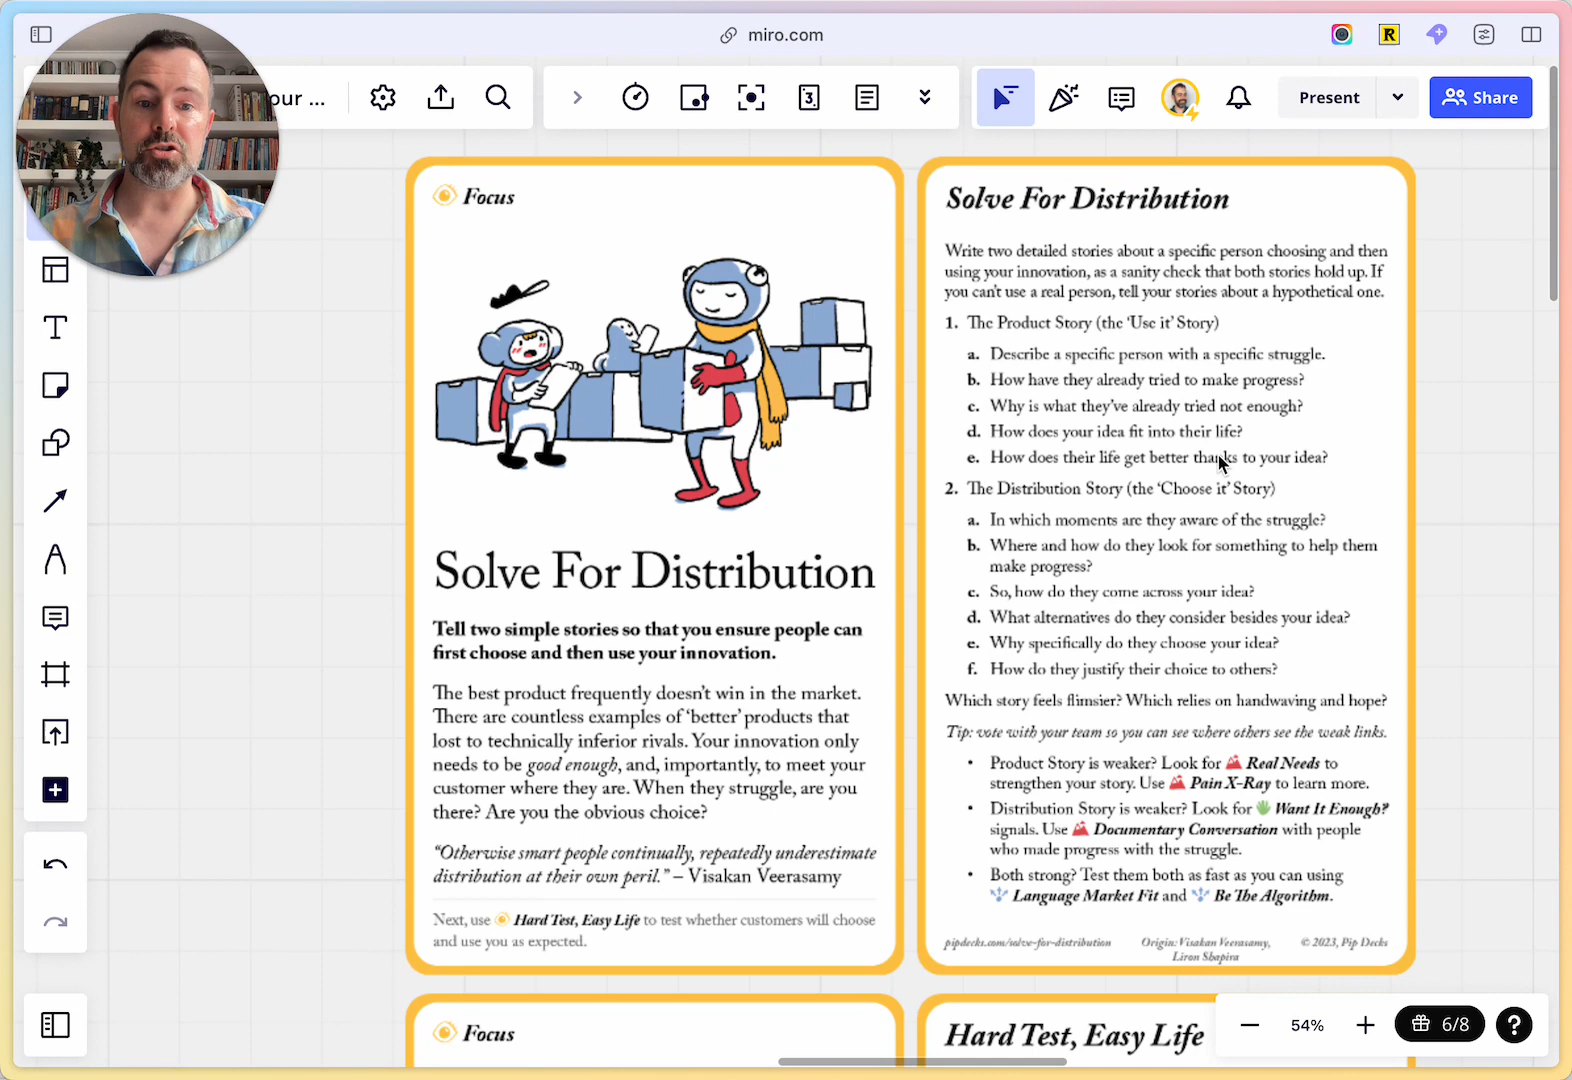 miro.com
our ...
3
Present
Share
R
Focus
Solve For Distribution
Tell two simple stories so that you ensure people can
first choose and then use your innovation.
The best product frequently doesn't win in the market.
There are countless examples of 'better' products that
lost to technically inferior rivals. Your innovation only
needs to be good enough, and, importantly, to meet your
customer where they are. When they struggle, are you
there? Are you the obvious choice?
"Otherwise smart people continually, repeatedly underestimate
distribution at their own peril." – Visakan Veerasamy
Next, use Hard Test, Easy Life to test whether customers will choose
and use you as expected.
Solve For Distribution
Write two detailed stories about a specific person choosing and then
using your innovation, as a sanity check that both stories hold up. If
you can't use a real person, tell your stories about a hypothetical one.
1. The Product Story (the 'Use it' Story)
a. Describe a specific person with a specific struggle.
b. How have they already tried to make progress?
c. Why is what they've already tried not enough?
d. How does your idea fit into their life?
e. How does their life get better thanks to your idea?
2. The Distribution Story (the 'Choose it' Story)
a. In which moments are they aware of the struggle?
b. Where and how do they look for something to help them
make progress?
c. So, how do they come across your idea?
d. What alternatives do they consider besides your idea?
e. Why specifically do they choose your idea?
f. How do they justify their choice to others?
Which story feels flimsier? Which relies on handwaving and hope?
Tip: vote with your team so you can see where others see the weak links.
• Product Story is weaker? Look for Real Needs to
strengthen your story. Use Pain X-Ray to learn more.
• Distribution Story is weaker? Look for Want It Enough?
signals. Use Documentary Conversation with people
who made progress with the struggle.
• Both strong? Test them both as fast as you can using
Language Market Fit and Be The Algorithm.
pipdecks.com/solve-for-distribution
Origin: Visakan Veerasamy,
Liron Shapira
© 2023, Pip Decks
Focus
Hard Test, Easy Life
54%
6/8
?